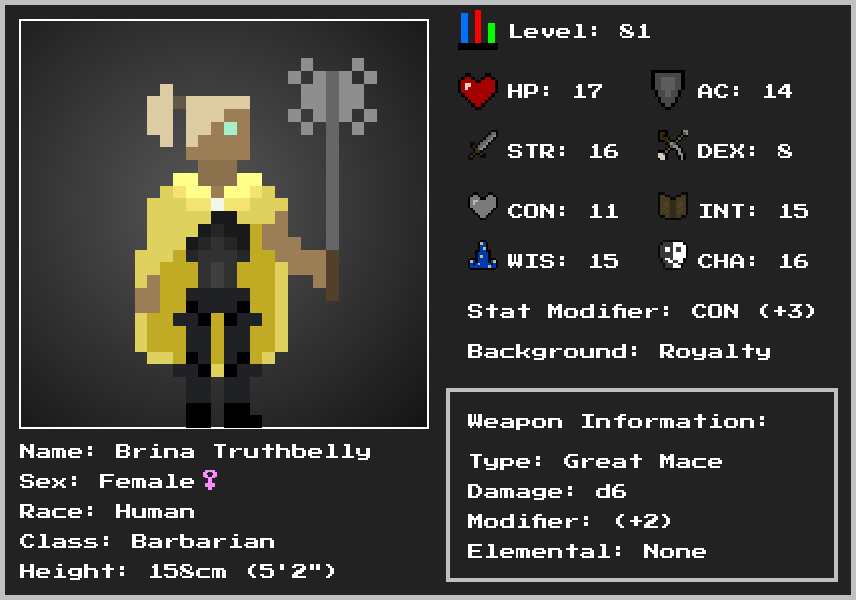 Level: 81
HP: 17 AC: 14
STR: 16 DEX: 8
CON: 11 INT: 15
WIS: 15 CHA: 16
Stat Modifier: CON (+3)
Background: Royalty
Weapon Information:
Type: Great Mace
Damage: d6
Modifier: (+2)
Elemental: None
Name: Brina Truthbelly
Sex: Female♀
Race: Human
Class: Barbarian
Height: 158cm (5'2")